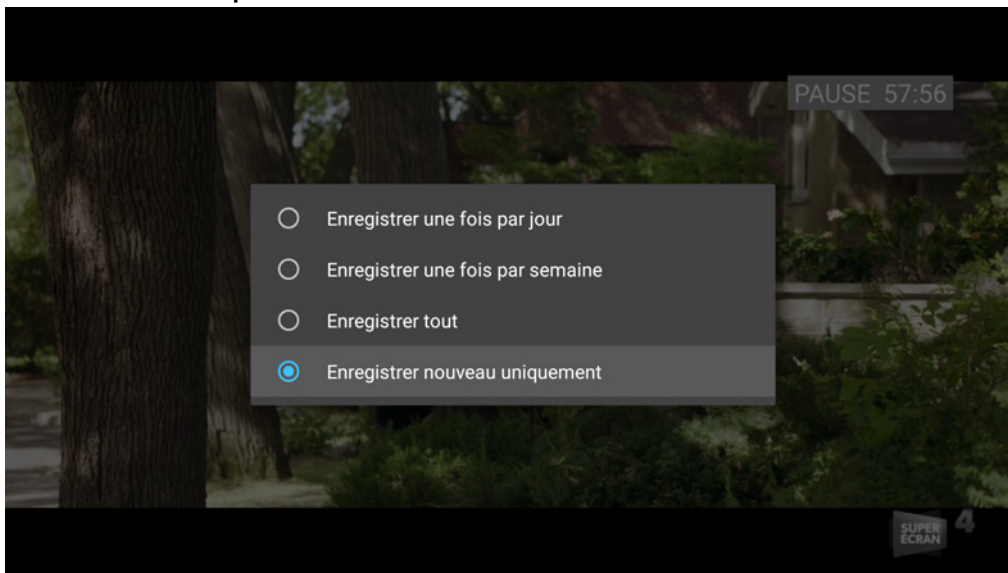 PAUSE 57:56
Enregistrer une fois par jour
Enregistrer une fois par semaine
Enregistrer tout
Enregistrer nouveau uniquement
SUPER 4
ÉCRAN